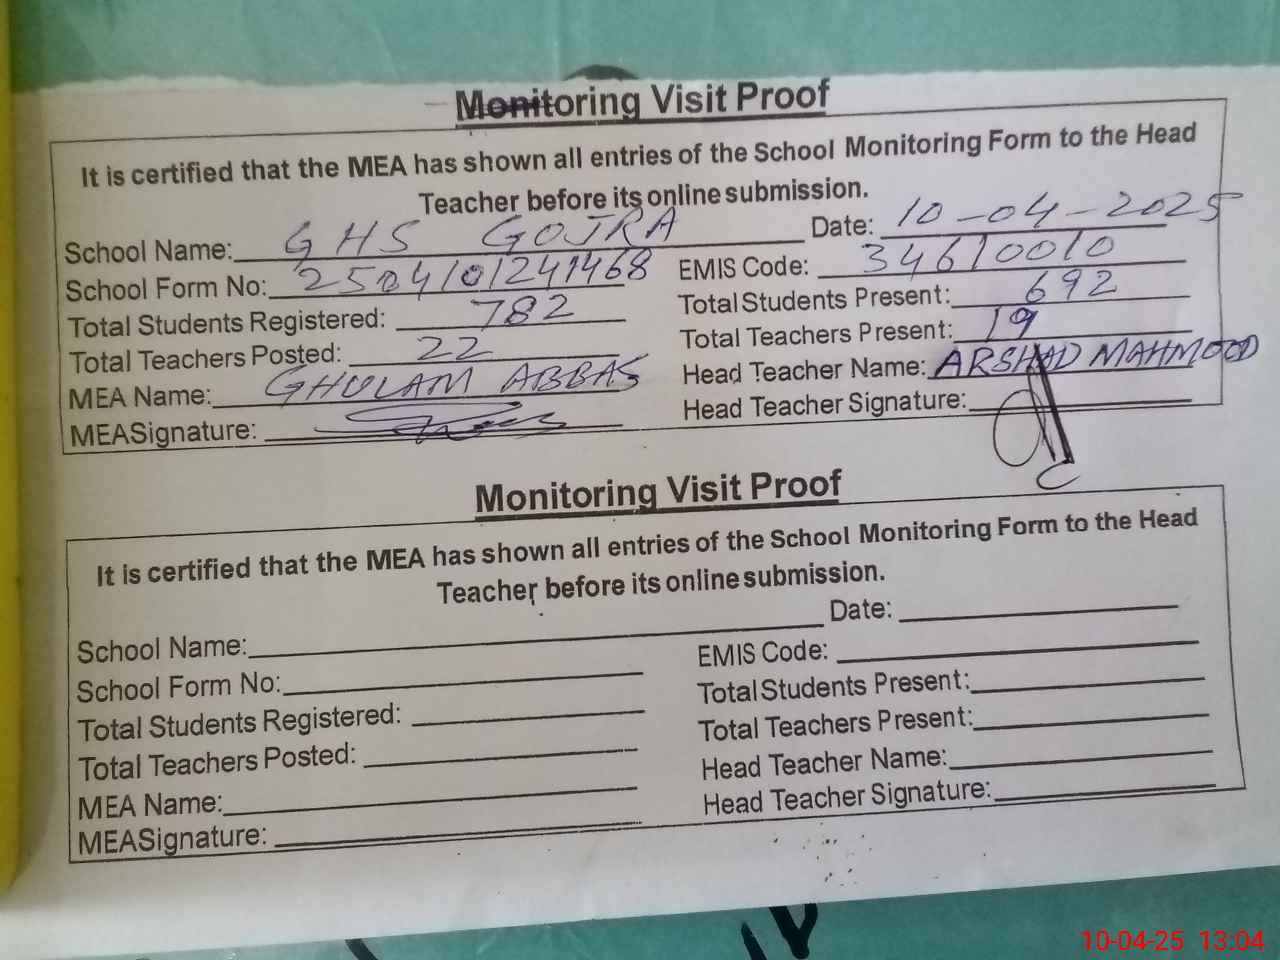 Monitoring Visit Proof
It is certified that the MEA has shown all entries of the School Monitoring Form to the Head
Teacher before its online submission.
School Name: GHS GOJRA Date: 10-04-2025
School Form No: 2504101241468 EMIS Code: 34610010
Total Students Registered: 782 Total Students Present: 692
Total Teachers Posted: 22 Total Teachers Present: 19
MEA Name: GHULAM ABBAS Head Teacher Name: ARSHAD MAHMOOD
MEASignature: Head Teacher Signature:
Monitoring Visit Proof
It is certified that the MEA has shown all entries of the School Monitoring Form to the Head
Teacher before its online submission.
School Name: Date:
School Form No: EMIS Code:
Total Students Registered: Total Students Present:
Total Teachers Posted: Total Teachers Present:
MEA Name: Head Teacher Name:
MEASignature: Head Teacher Signature:
10-04-25 13:04